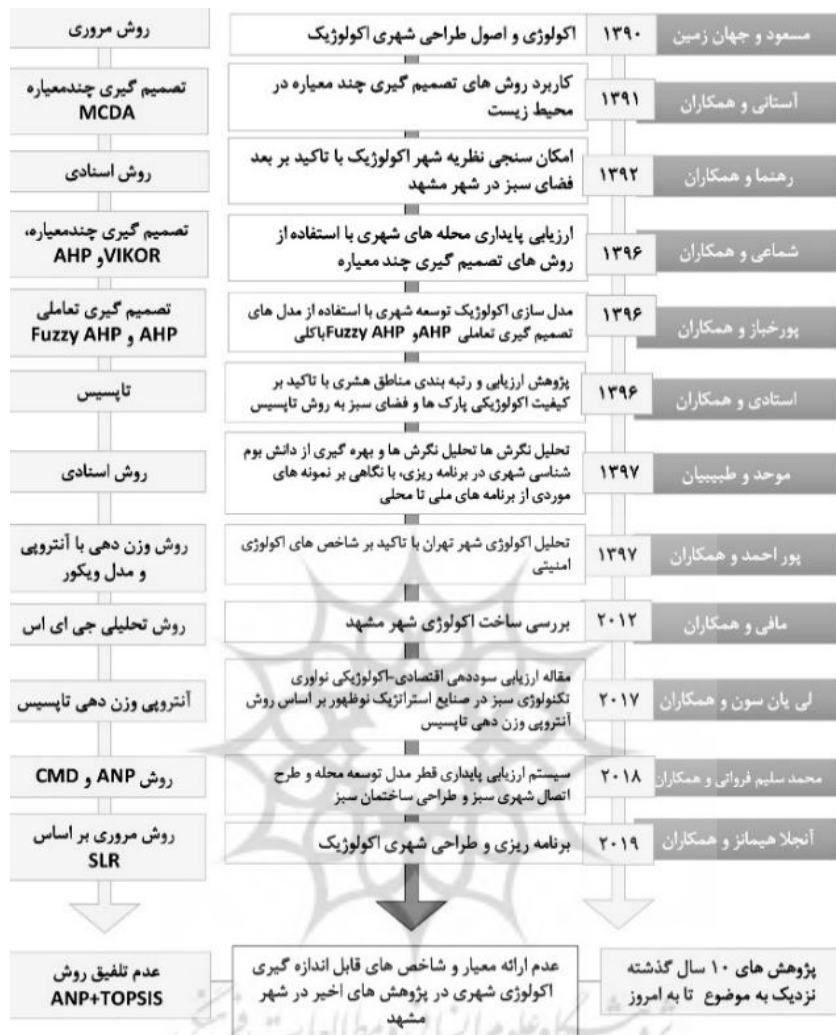 مسعود و جهان زمین
۱۳۹۰
اکولوژی و اصول طراحی شهری اکولوژیک
روش مروری
آستانی و همکاران
۱۳۹۱
کاربرد روش های تصمیم گیری چند معیاره در
محیط زیست
تصمیم گیری چندمعیاره
MCDA
رهنما و همکاران
۱۳۹۲
امکان سنجی نظریه شهر اکولوژیک با تاکید بر بعد
فضای سبز در شهر مشهد
روش اسنادی
شماعی و همکاران
۱۳۹۶
ارزیابی پایداری محله های شهری با استفاده از
روش های تصمیم گیری چند معیاره
تصمیم گیری چندمعیاره،
VIKORو AHP
پورخباز و همکاران
۱۳۹۶
مدل سازی اکولوژیک توسعه شهری با استفاده از مدل های
تصمیم گیری تعاملی AHPو Fuzzy AHPباکلی
تصمیم گیری تعاملی
AHP و Fuzzy AHP
استادی و همکاران
۱۳۹۶
پژوهش ارزیابی و رتبه بندی مناطق هشری با تاکید بر
کیفیت اکولوژیکی پارک ها و فضای سبز به روش تاپسیس
تاپسیس
موحد و طبیبیان
۱۳۹۷
تحلیل نگرش ها تحلیل نگرش ها و بهره گیری از دانش بوم
شناسی شهری در برنامه ریزی، با نگاهی بر نمونه های
موردی از برنامه های ملی تا محلی
روش اسنادی
پور احمد و همکاران
۱۳۹۷
تحلیل اکولوژی شهر تهران با تاکید بر شاخص های اکولوژی
امنیتی
روش وزن دهی با آنتروپی
و مدل ویکور
مافی و همکاران
۲۰۱۲
بررسی ساخت اکولوژی شهر مشهد
روش تحلیلی جی ای اس
لی یان سون و همکاران
۲۰۱۷
مقاله ارزیابی سوددهی اقتصادی-اکولوژیکی نواوری
تکنولوژی سبز در صنایع استراتژیک نوظهور بر اساس روش
آنتروپی وزن دهی تاپسیس
آنتروپی وزن دهی تاپسیس
محمد سلیم فروانی و همکاران
۲۰۱۸
سیستم ارزیابی پایداری قطر مدل توسعه محله و طرح
اتصال شهری سبز و طراحی ساختمان سبز
روش ANP و CMD
آنجلا هیمانز و همکاران
۲۰۱۹
برنامه ریزی و طراحی شهری اکولوژیک
روش مروری بر اساس
SLR
پژوهش های ۱۰ سال گذشته
نزدیک به موضوع تا به امروز
عدم ارائه معیار و شاخص های قابل اندازه گیری
اکولوژی شهری در پژوهش های اخیر در شهر
مشهد
عدم تلفیق روش
ANP+TOPSIS